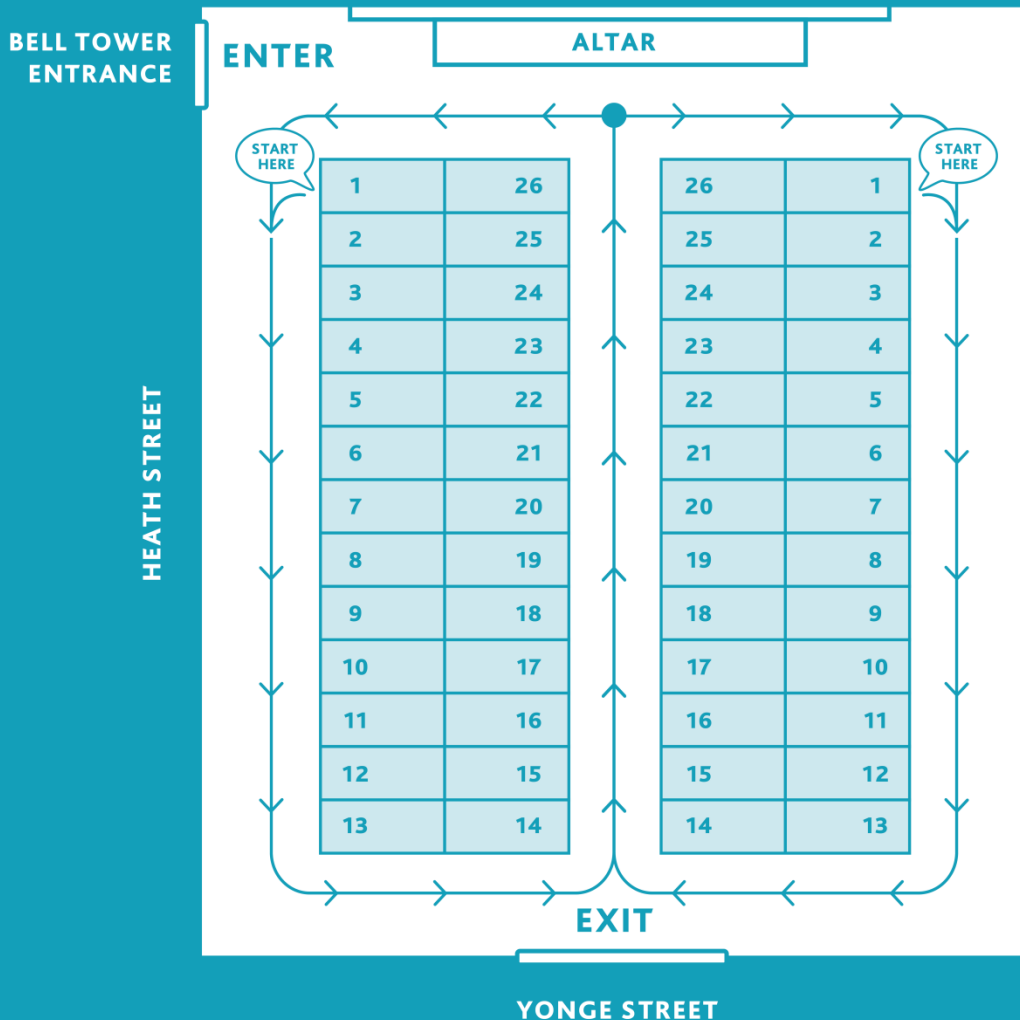 BELL TOWER
ENTRANCE
ENTER
ALTAR
START
HERE
START
HERE
1 26 26 1
2 25 25 2
3 24 24 3
4 23 23 4
5 22 22 5
6 21 21 6
7 20 20 7
8 19 19 8
9 18 18 9
10 17 17 10
11 16 16 11
12 15 15 12
13 14 14 13
HEATH STREET
EXIT
YONGE STREET